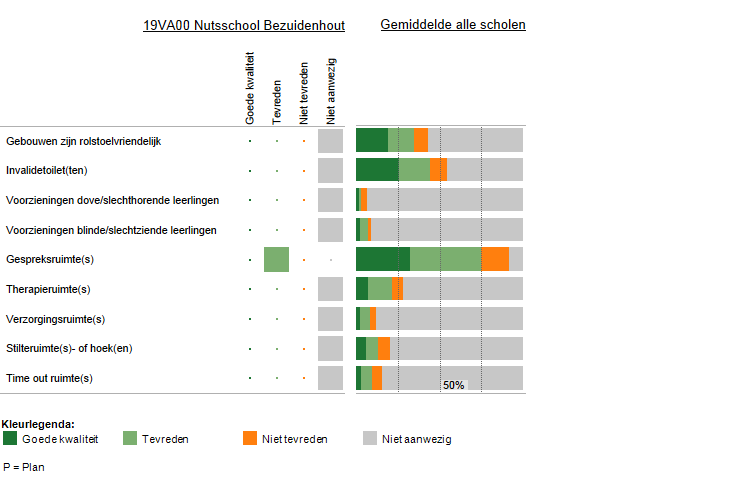 19VA00 Nutsschool Bezuidenhout
Gemiddelde alle scholen
Goede kwaliteit
Tevreden
Niet tevreden
Niet aanwezig
Gebouwen zijn rolstoelvriendelijk
Invalidetoilet(ten)
Voorzieningen dove/slechthorende leerlingen
Voorzieningen blinde/slechtziende leerlingen
Gespreksruimte(s)
Therapieruimte(s)
Verzorgingsruimte(s)
Stilteruimte(s)- of hoek(en)
Time out ruimte(s)
50%
Kleurlegenda:
Goede kwaliteit
Tevreden
Niet tevreden
Niet aanwezig
P = Plan